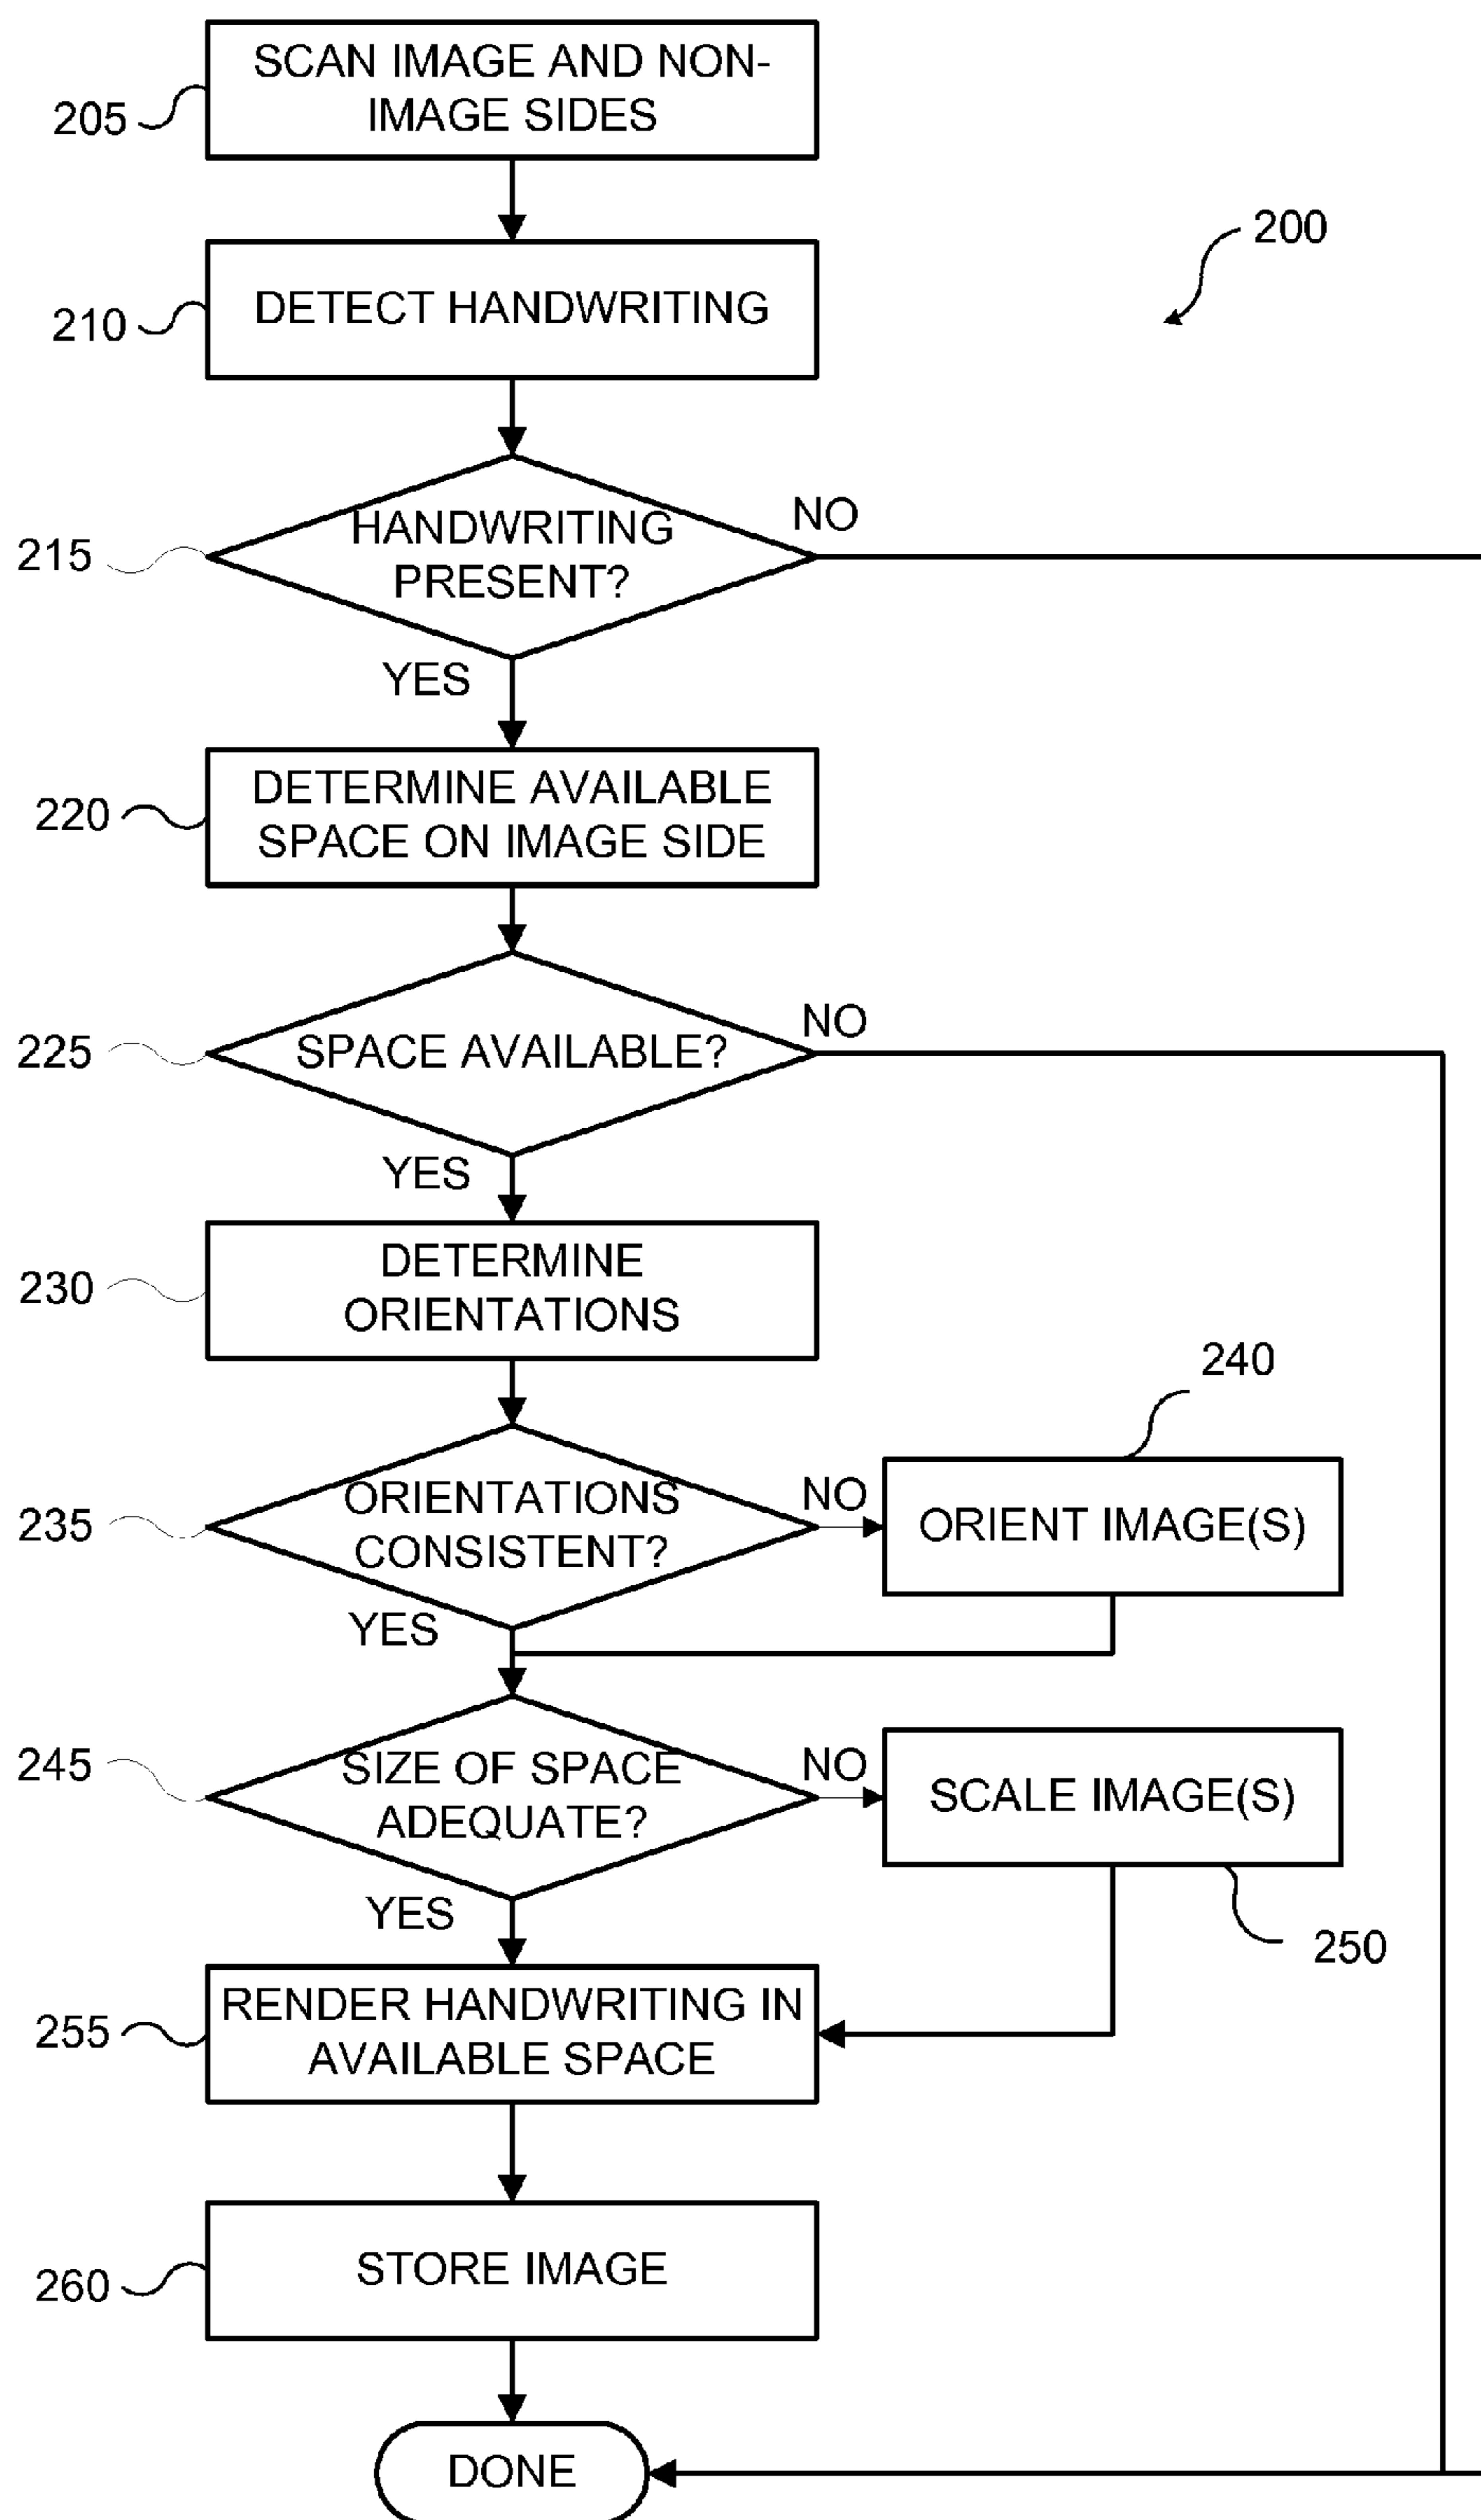 SCAN IMAGE AND NON-
IMAGE SIDES
205
200
DETECT HANDWRITING
210
HANDWRITING
PRESENT?
NO
215
YES
DETERMINE AVAILABLE
SPACE ON IMAGE SIDE
220
NO
SPACE AVAILABLE?
225
YES
DETERMINE
ORIENTATIONS
230
240
ORIENTATIONS
CONSISTENT?
NO
235
ORIENT IMAGE(S)
YES
SIZE OF SPACE
ADEQUATE?
NO
245
SCALE IMAGE(S)
YES
250
RENDER HANDWRITING IN
AVAILABLE SPACE
255
STORE IMAGE
260
DONE